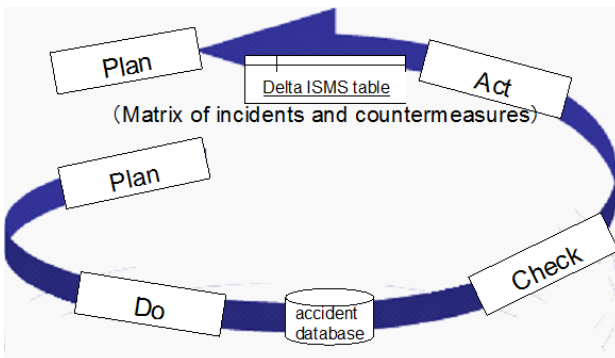 Plan
Act
Delta ISMS table
（Matrix of incidents and countermeasures）
Plan
Check
Do
accident
database